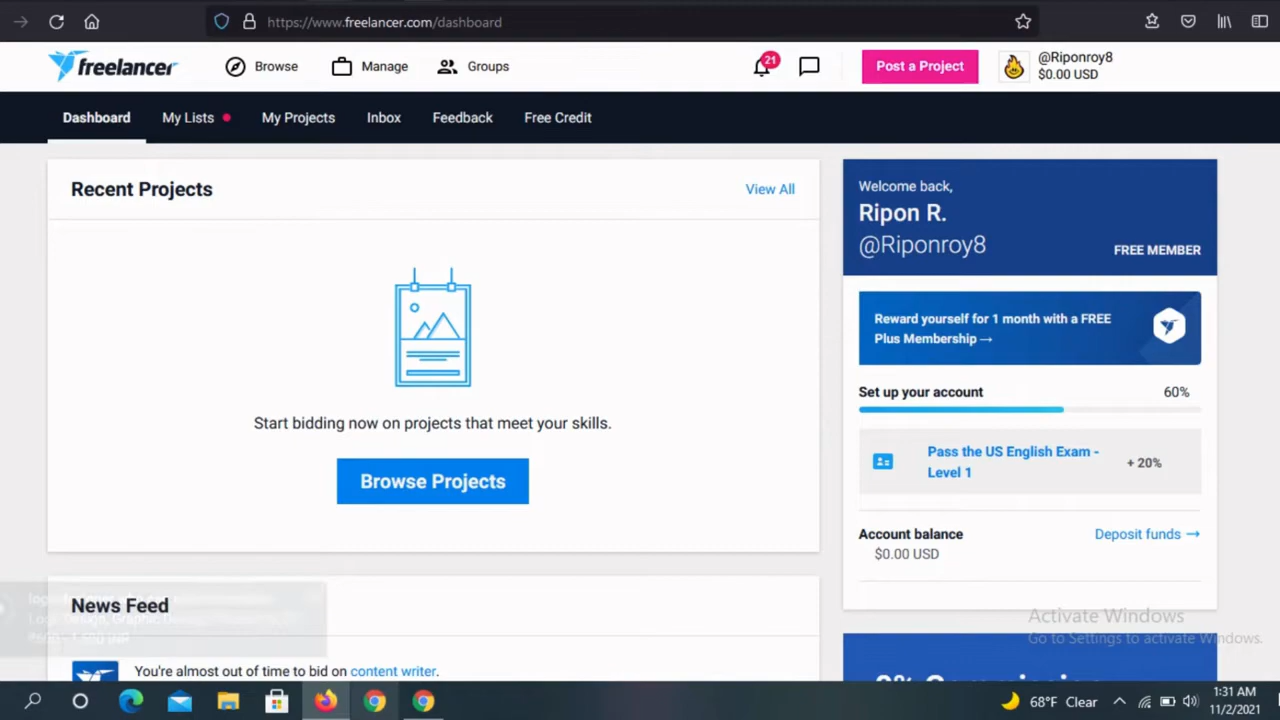 https://www.freelancer.com/dashboard
freelancer
Browse
Manage
Groups
21
Post a Project
@Riponroy8
$0.00 USD
Dashboard
My Lists
My Projects
Inbox
Feedback
Free Credit
Recent Projects
View All
Start bidding now on projects that meet your skills.
Browse Projects
Welcome back,
Ripon R.
@Riponroy8
FREE MEMBER
Reward yourself for 1 month with a FREE
Plus Membership →
Set up your account
60%
Pass the US English Exam -
Level 1
+ 20%
Account balance
Deposit funds →
$0.00 USD
News Feed
You're almost out of time to bid on content writer.
Activate Windows
Go to Settings to activate Windows.
68°F Clear
1:31 AM
11/2/2021